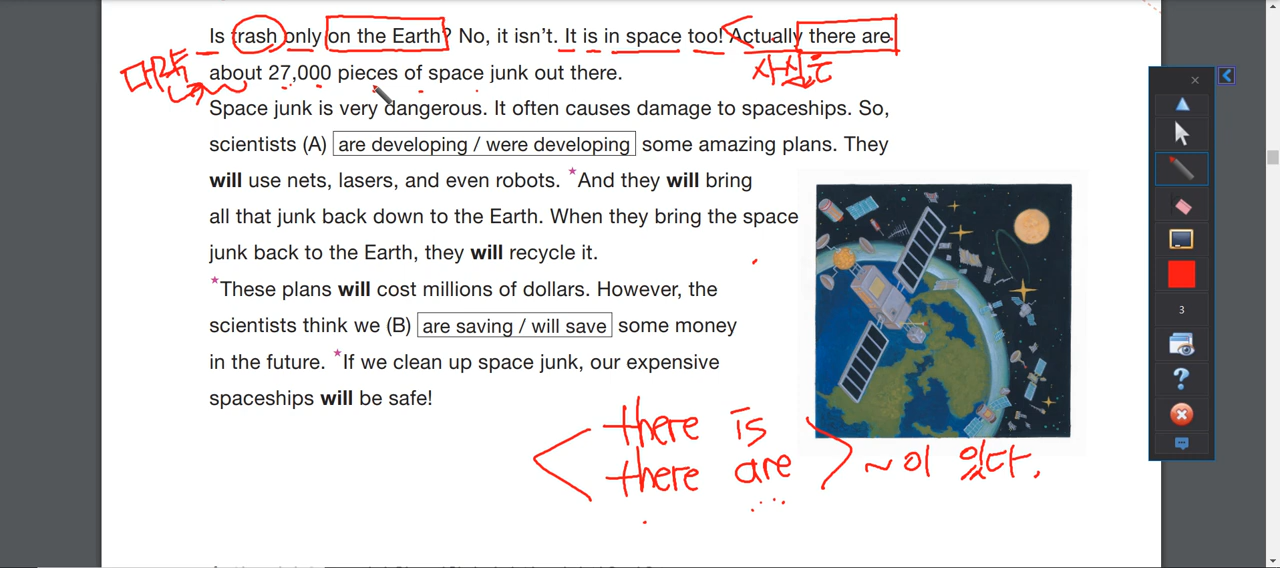 Is trash only on the Earth? No, it isn't. It is in space too! Actually there are
대략 about 27,000 pieces of space junk out there.
사실은
Space junk is very dangerous. It often causes damage to spaceships. So,
scientists (A) are developing / were developing some amazing plans. They
will use nets, lasers, and even robots. *And they will bring
all that junk back down to the Earth. When they bring the space
junk back to the Earth, they will recycle it.
*These plans will cost millions of dollars. However, the
scientists think we (B) are saving / will save some money
in the future. *If we clean up space junk, our expensive
spaceships will be safe!
there is
there are ~이 있다.
3